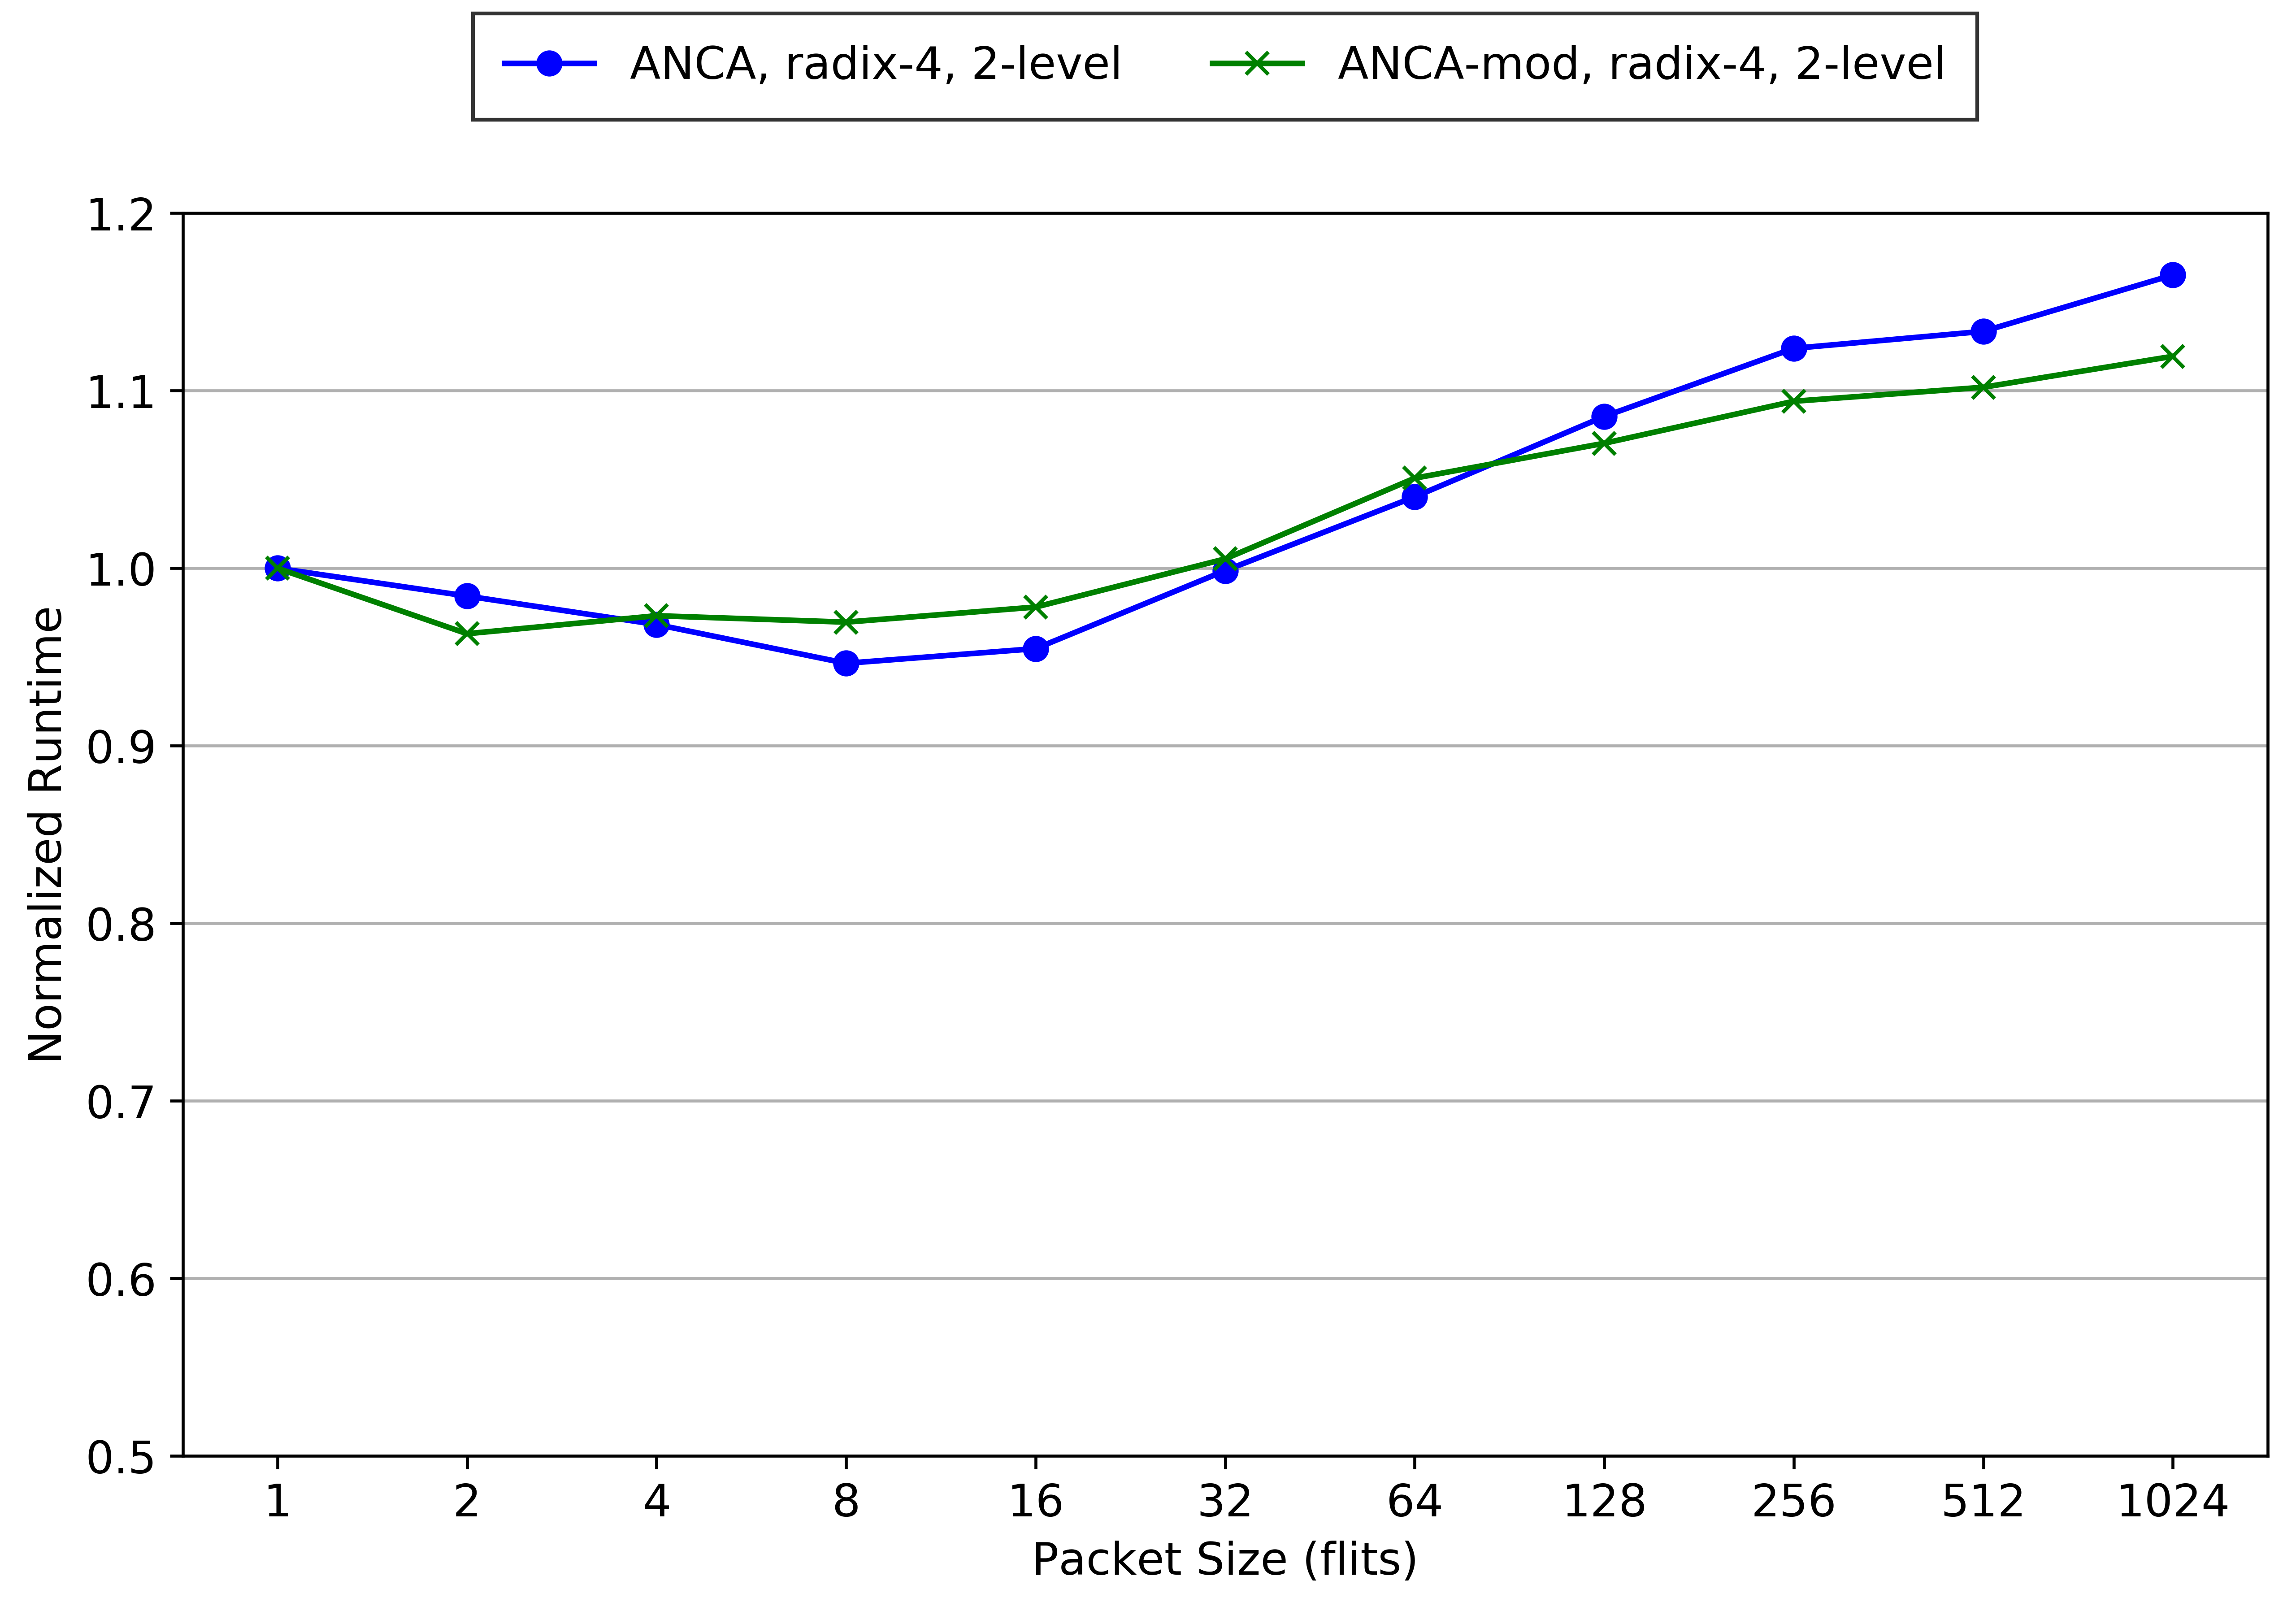 ANCA, radix-4, 2-level
ANCA-mod, radix-4, 2-level
1.2
1.1
1.0
0.9
0.8
0.7
0.6
0.5
Normalized Runtime
1 2 4 8 16 32 64 128 256 512 1024
Packet Size (flits)